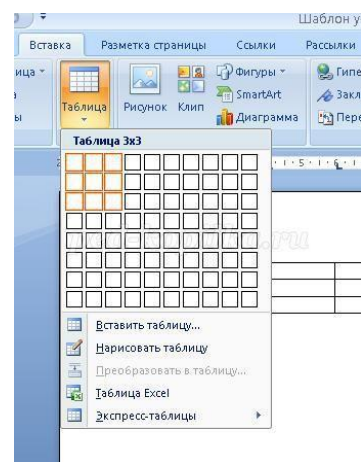 Шаблон у
Вставка Разметка страницы Ссылки Рассылки
ица
Таблица Рисунок Клип
Фигуры
SmartArt
Диаграмма
Гипе
Закл
Пере
ы
Таблица 3x3
Вставить таблицу...
Нарисовать таблицу
Преобразовать в таблицу...
Таблица Excel
Экспресс-таблицы